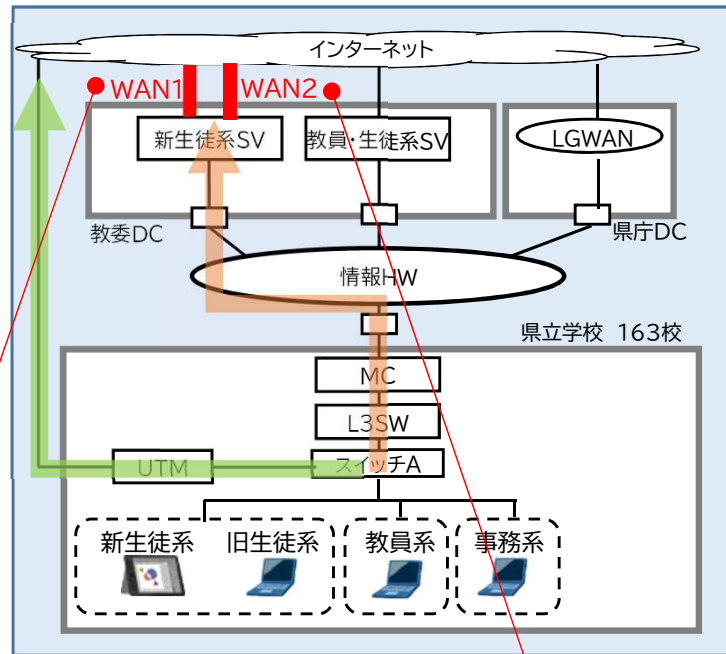 インターネット
WAN1
WAN2
新生徒系SV
教員・生徒系SV
LGWAN
教委DC
県庁DC
情報HW
県立学校 163校
MC
L3SW
UTM
スイッチA
新生徒系
旧生徒系
教員系
事務系